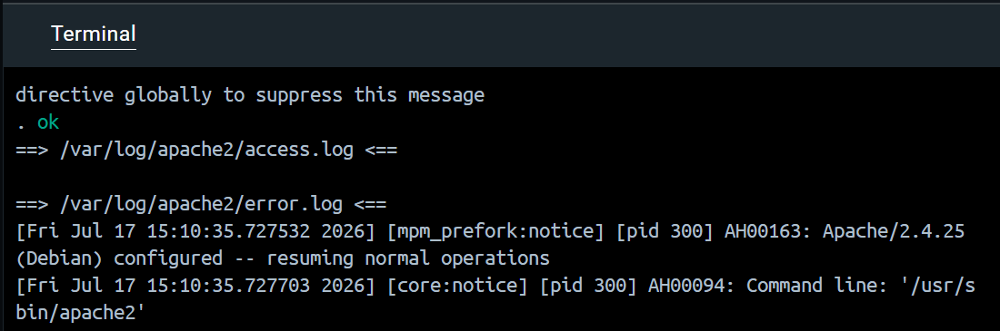 Terminal
directive globally to suppress this message
. ok
==> /var/log/apache2/access.log <==
==> /var/log/apache2/error.log <==
[Fri Jul 17 15:10:35.727532 2026] [mpm_prefork:notice] [pid 300] AH00163: Apache/2.4.25
(Debian) configured -- resuming normal operations
[Fri Jul 17 15:10:35.727703 2026] [core:notice] [pid 300] AH00094: Command line: '/usr/s
bin/apache2'